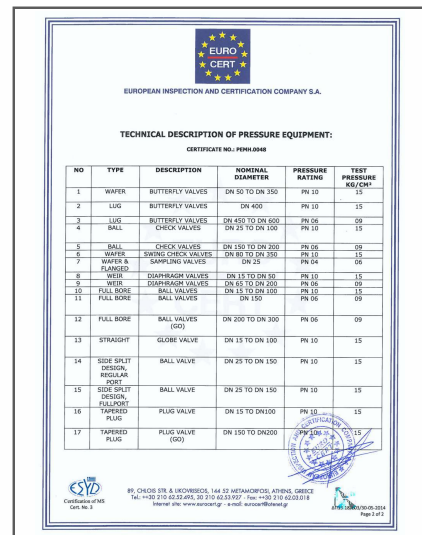 EURO
CERT
EUROPEAN INSPECTION AND CERTIFICATION COMPANY S.A.
TECHNICAL DESCRIPTION OF PRESSURE EQUIPMENT:
CERTIFICATE NO.: PEMH.0048
NO TYPE DESCRIPTION NOMINAL DIAMETER PRESSURE RATING TEST PRESSURE KG/CM²
1 WAFER BUTTERFLY VALVES DN 50 TO DN 350 PN 10 15
2 LUG BUTTERFLY VALVES DN 400 PN 10 15
3 LUG BUTTERFLY VALVES DN 450 TO DN 600 PN 06 09
4 BALL CHECK VALVES DN 25 TO DN 100 PN 10 15
5 BALL CHECK VALVES DN 150 TO DN 200 PN 06 09
6 WAFER SWING CHECK VALVES DN 80 TO DN 350 PN 10 15
7 WAFER & FLANGED SAMPLING VALVES DN 25 PN 04 06
8 WEIR DIAPHRAGM VALVES DN 15 TO DN 50 PN 10 15
9 WEIR DIAPHRAGM VALVES DN 65 TO DN 200 PN 06 09
10 FULL BORE BALL VALVES DN 15 TO DN 100 PN 10 15
11 FULL BORE BALL VALVES DN 150 PN 06 09
12 FULL BORE BALL VALVES (GO) DN 200 TO DN 300 PN 06 09
13 STRAIGHT GLOBE VALVE DN 15 TO DN 100 PN 10 15
14 SIDE SPLIT DESIGN, REGULAR PORT BALL VALVE DN 25 TO DN 150 PN 10 15
15 SIDE SPLIT DESIGN, FULLPORT BALL VALVE DN 25 TO DN 150 PN 10 15
16 TAPERED PLUG PLUG VALVE DN 15 TO DN100 PN 10 15
17 TAPERED PLUG PLUG VALVE (GO) DN 150 TO DN200 PN 10 15
ESYD
Certification of MS
Cert. No. 3
89, CHLOIS STR. & LIKOVRISEOS, 144 52 METAMORFOSI, ATHENS, GREECE
Tel.: ++30 210 62.52.495, 30 210 62.53.927 - Fax: ++30 210 62.03.018
Internet site: www.eurocert.gr - e-mail: eurocert@otenet.gr
/30-05-2014
Page 2 of 2